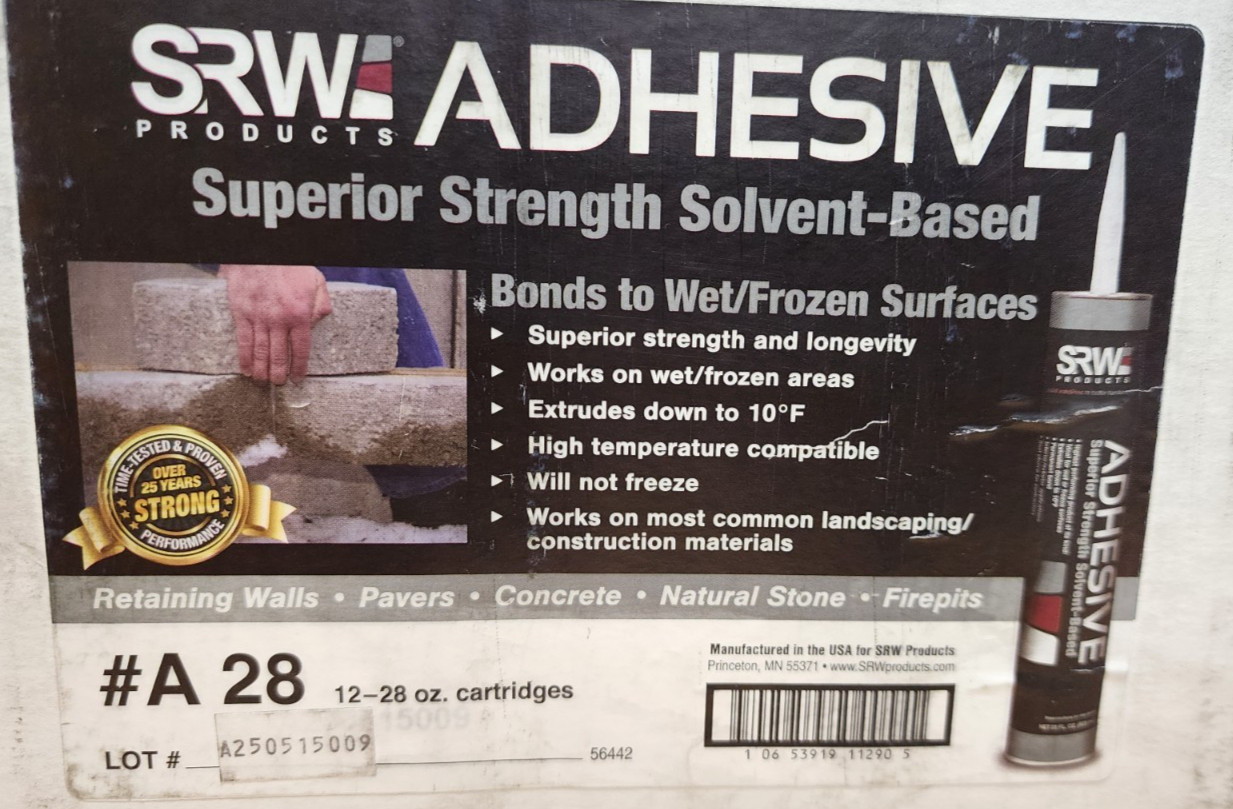 SRW® ADHESIVE
PRODUCTS
Superior Strength Solvent-Based
Bonds to Wet/Frozen Surfaces
Superior strength and longevity
Works on wet/frozen areas
Extrudes down to 10°F
High temperature compatible
Will not freeze
Works on most common landscaping/
construction materials
TIME-TESTED & PROVEN
OVER
25 YEARS
STRONG
PERFORMANCE
SRW
PRODUCTS
ADHESIVE
Superior Strength Solvent-Based
Retaining Walls • Pavers • Concrete • Natural Stone • Firepits
#A 28 12–28 oz. cartridges
LOT # A250515009
56442
Manufactured in the USA for SRW Products
Princeton, MN 55371 • www.SRWproducts.com
1 06 53919 11290 5